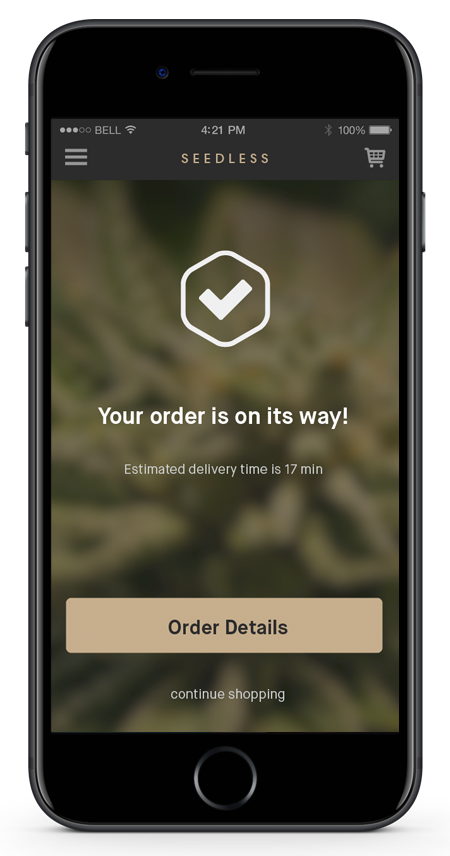 BELL 4:21 PM 100%
SEEDLESS
Your order is on its way!
Estimated delivery time is 17 min
Order Details
continue shopping